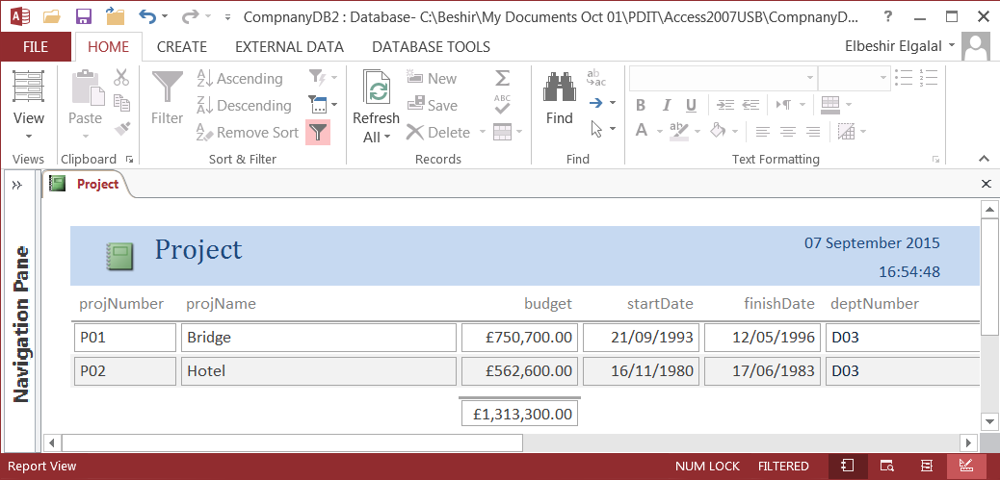 CompnanyDB2 : Database- C:\Beshir\My Documents Oct 01\PDIT\Access2007USB\CompnanyD... ?
FILE HOME CREATE EXTERNAL DATA DATABASE TOOLS Elbeshir Elgalal
View Paste Filter Ascending Descending Remove Sort Refresh All New Save Delete Find
ABC
ab
ac
B I U
A ab
Views Clipboard Sort & Filter Records Find Text Formatting
Project
Navigation Pane
Project
07 September 2015
16:54:48
projNumber projName budget startDate finishDate deptNumber
P01 Bridge £750,700.00 21/09/1993 12/05/1996 D03
P02 Hotel £562,600.00 16/11/1980 17/06/1983 D03
£1,313,300.00
Report View NUM LOCK FILTERED